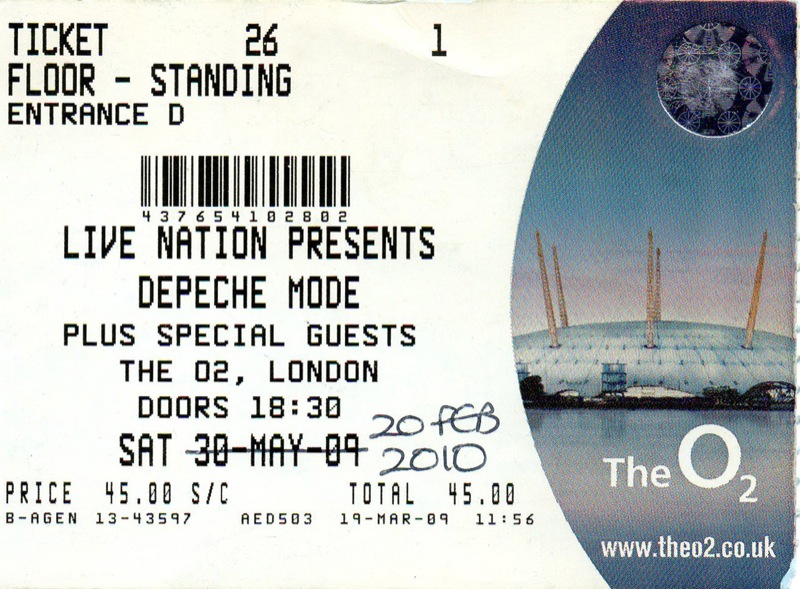 TICKET 26 1
FLOOR - STANDING
ENTRANCE D
437654102802
LIVE NATION PRESENTS
DEPECHE MODE
PLUS SPECIAL GUESTS
THE O2, LONDON
DOORS 18:30
SAT 30-MAY-09 20 FEB 2010
PRICE 45.00 S/C TOTAL 45.00
B-AGEN 13-43597 AED503 19-MAR-09 11:56
The O2
www.theo2.co.uk